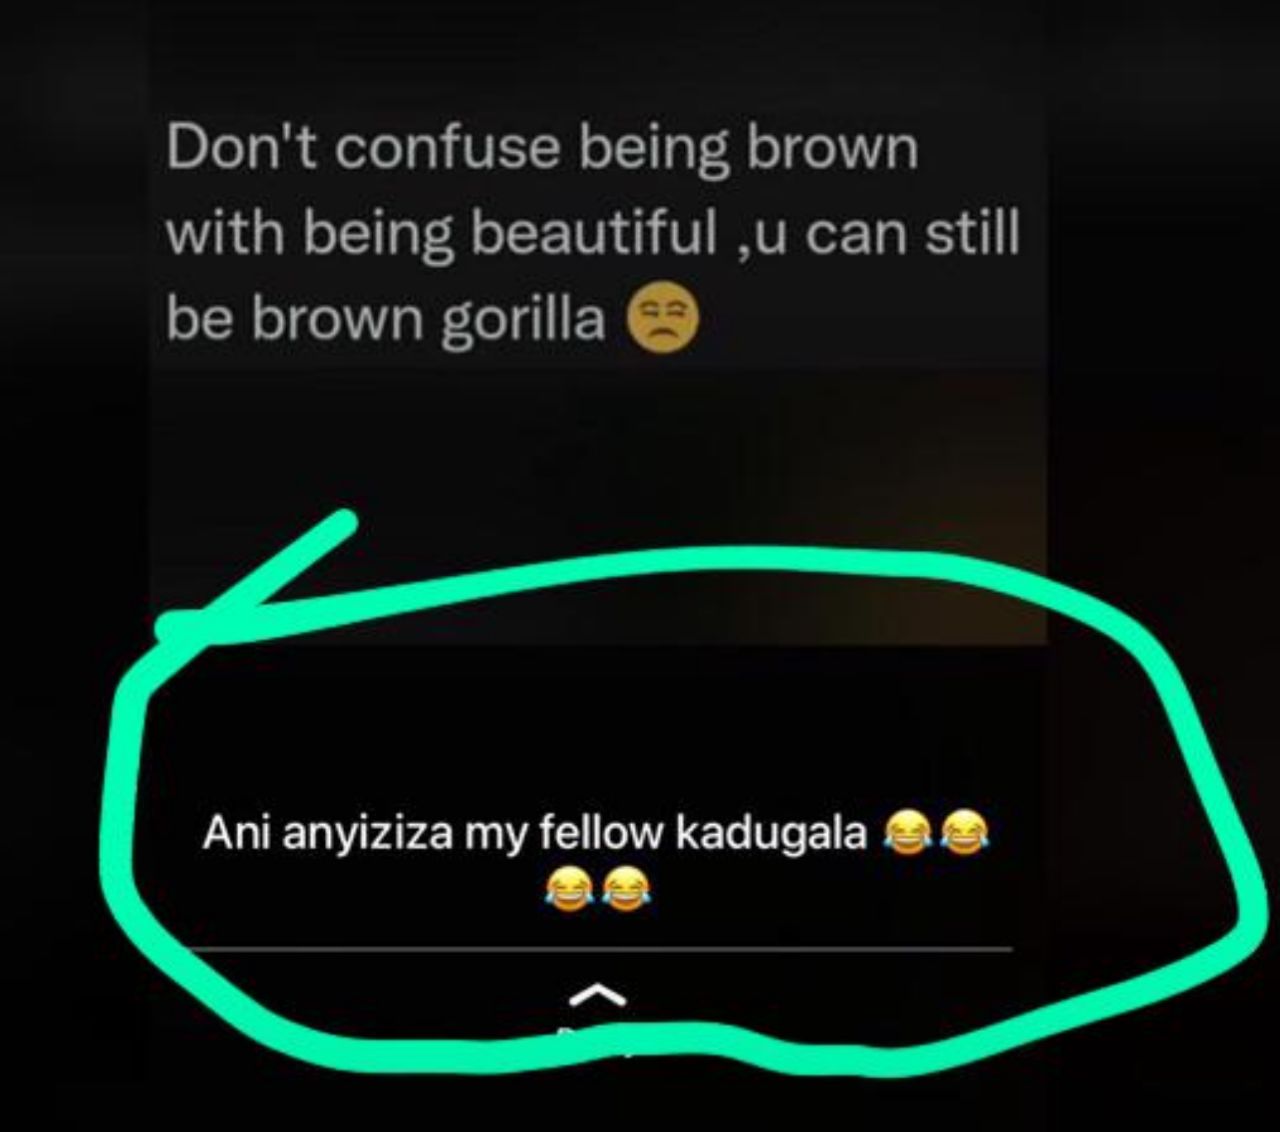 Don't confuse being brown
with being beautiful ,u can still
be brown gorilla 😒
Ani anyiziza my fellow kadugala 😂😂
😂😂